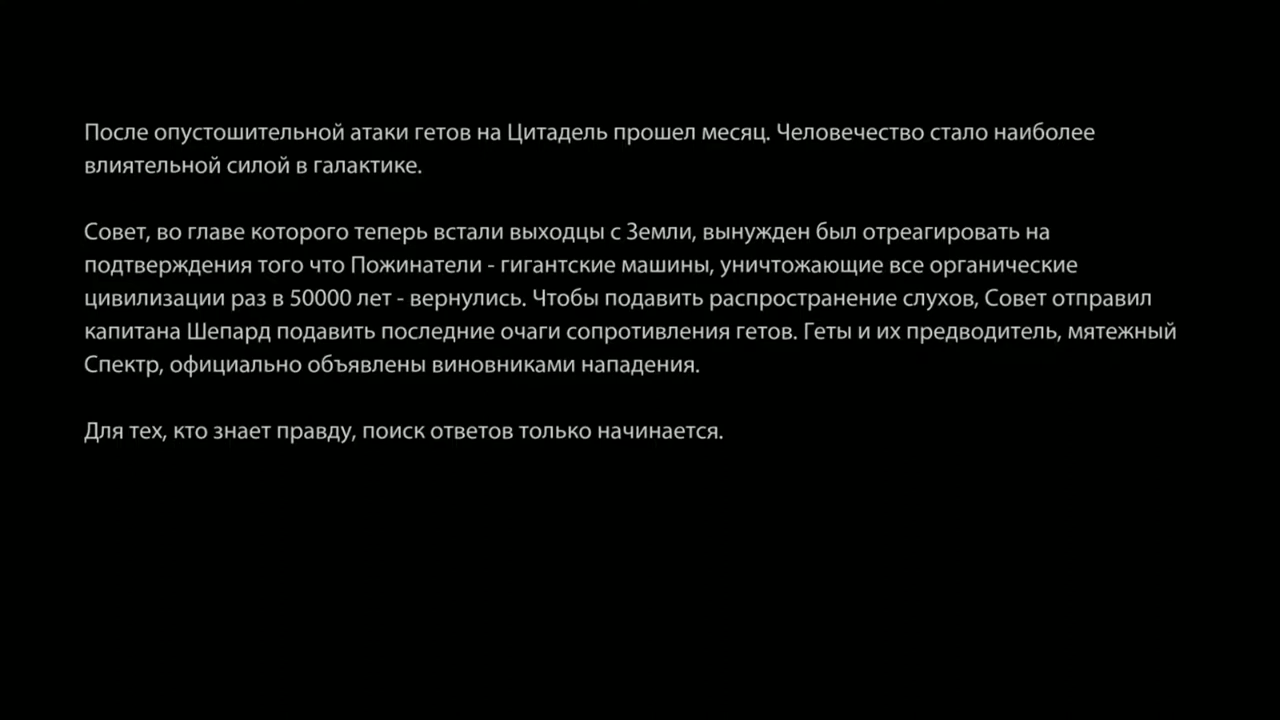 После опустошительной атаки гетов на Цитадель прошел месяц. Человечество стало наиболее
влиятельной силой в галактике.
Совет, во главе которого теперь встали выходцы с Земли, вынужден был отреагировать на
подтверждения того что Пожинатели - гигантские машины, уничтожающие все органические
цивилизации раз в 50000 лет - вернулись. Чтобы подавить распространение слухов, Совет отправил
капитана Шепард подавить последние очаги сопротивления гетов. Геты и их предводитель, мятежный
Спектр, официально объявлены виновниками нападения.
Для тех, кто знает правду, поиск ответов только начинается.